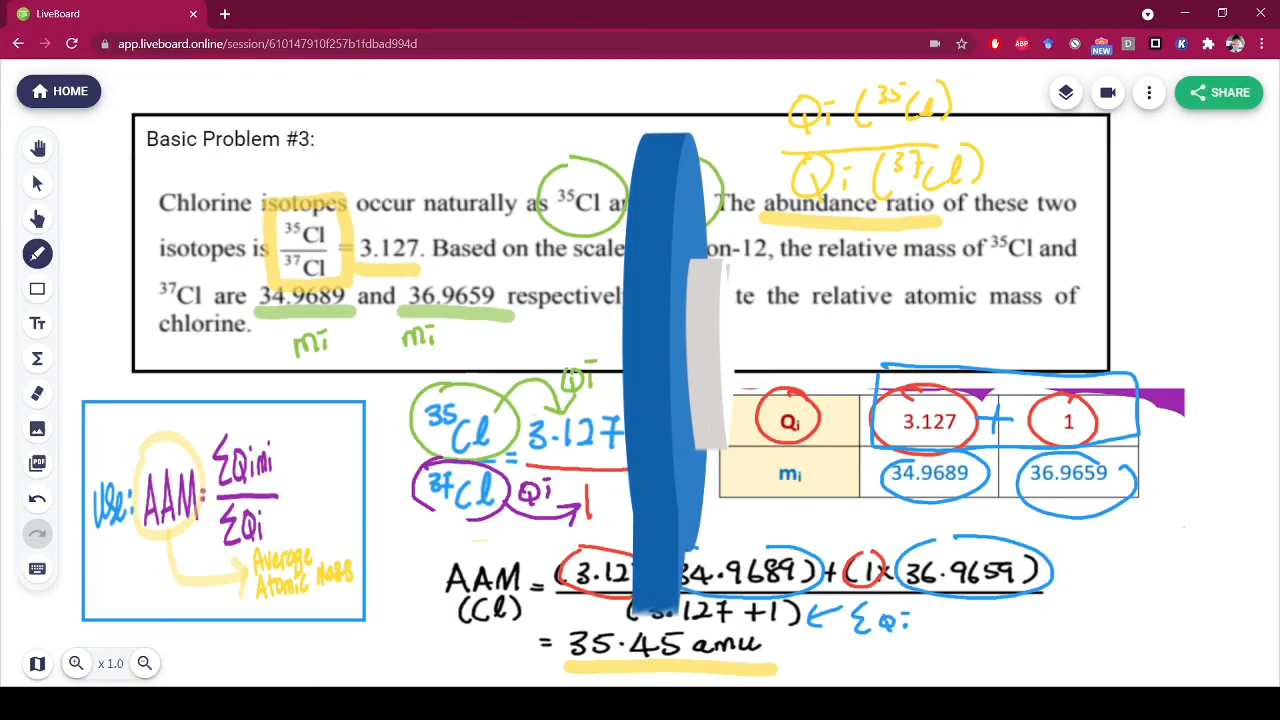 LiveBoard
app.liveboard.online/session/610147910f257b1fdbad994d
ABP
NEW
HOME
SHARE
Qi (³⁵Cl)
Qi (³⁷Cl)
Basic Problem #3:
Chlorine isotopes occur naturally as ³⁵Cl The abundance ratio of these two
isotopes is ³⁵Cl/³⁷Cl = 3.127. Based on the scale on-12, the relative mass of ³⁵Cl and
³⁷Cl are 34.9689 and 36.9659 respectively te the relative atomic mass of
chlorine.
mi mi
Use: AAM: ΣQimi
ΣQi
Average
Atomic mass
³⁵Cl Qi
= 3.127
³⁷Cl Qi 1
Qi 3.127 + 1
mi 34.9689 36.9659
AAM = (3.12 34.9689) + (1 × 36.9659)
(Cl) .127 + 1) ← ΣQi
= 35.45 amu
x 1.0